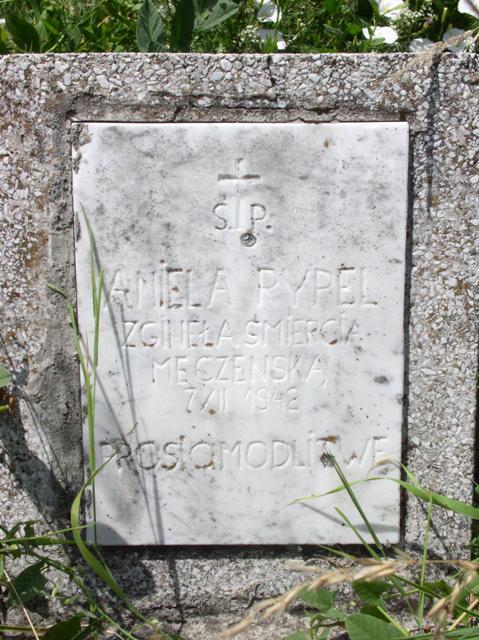 Ś.P.
ANIELA RYPEL
ZGINĘŁA ŚMIERCIĄ
MĘCZEŃSKĄ
7/II 1942
PROSI O MODLITWĘ